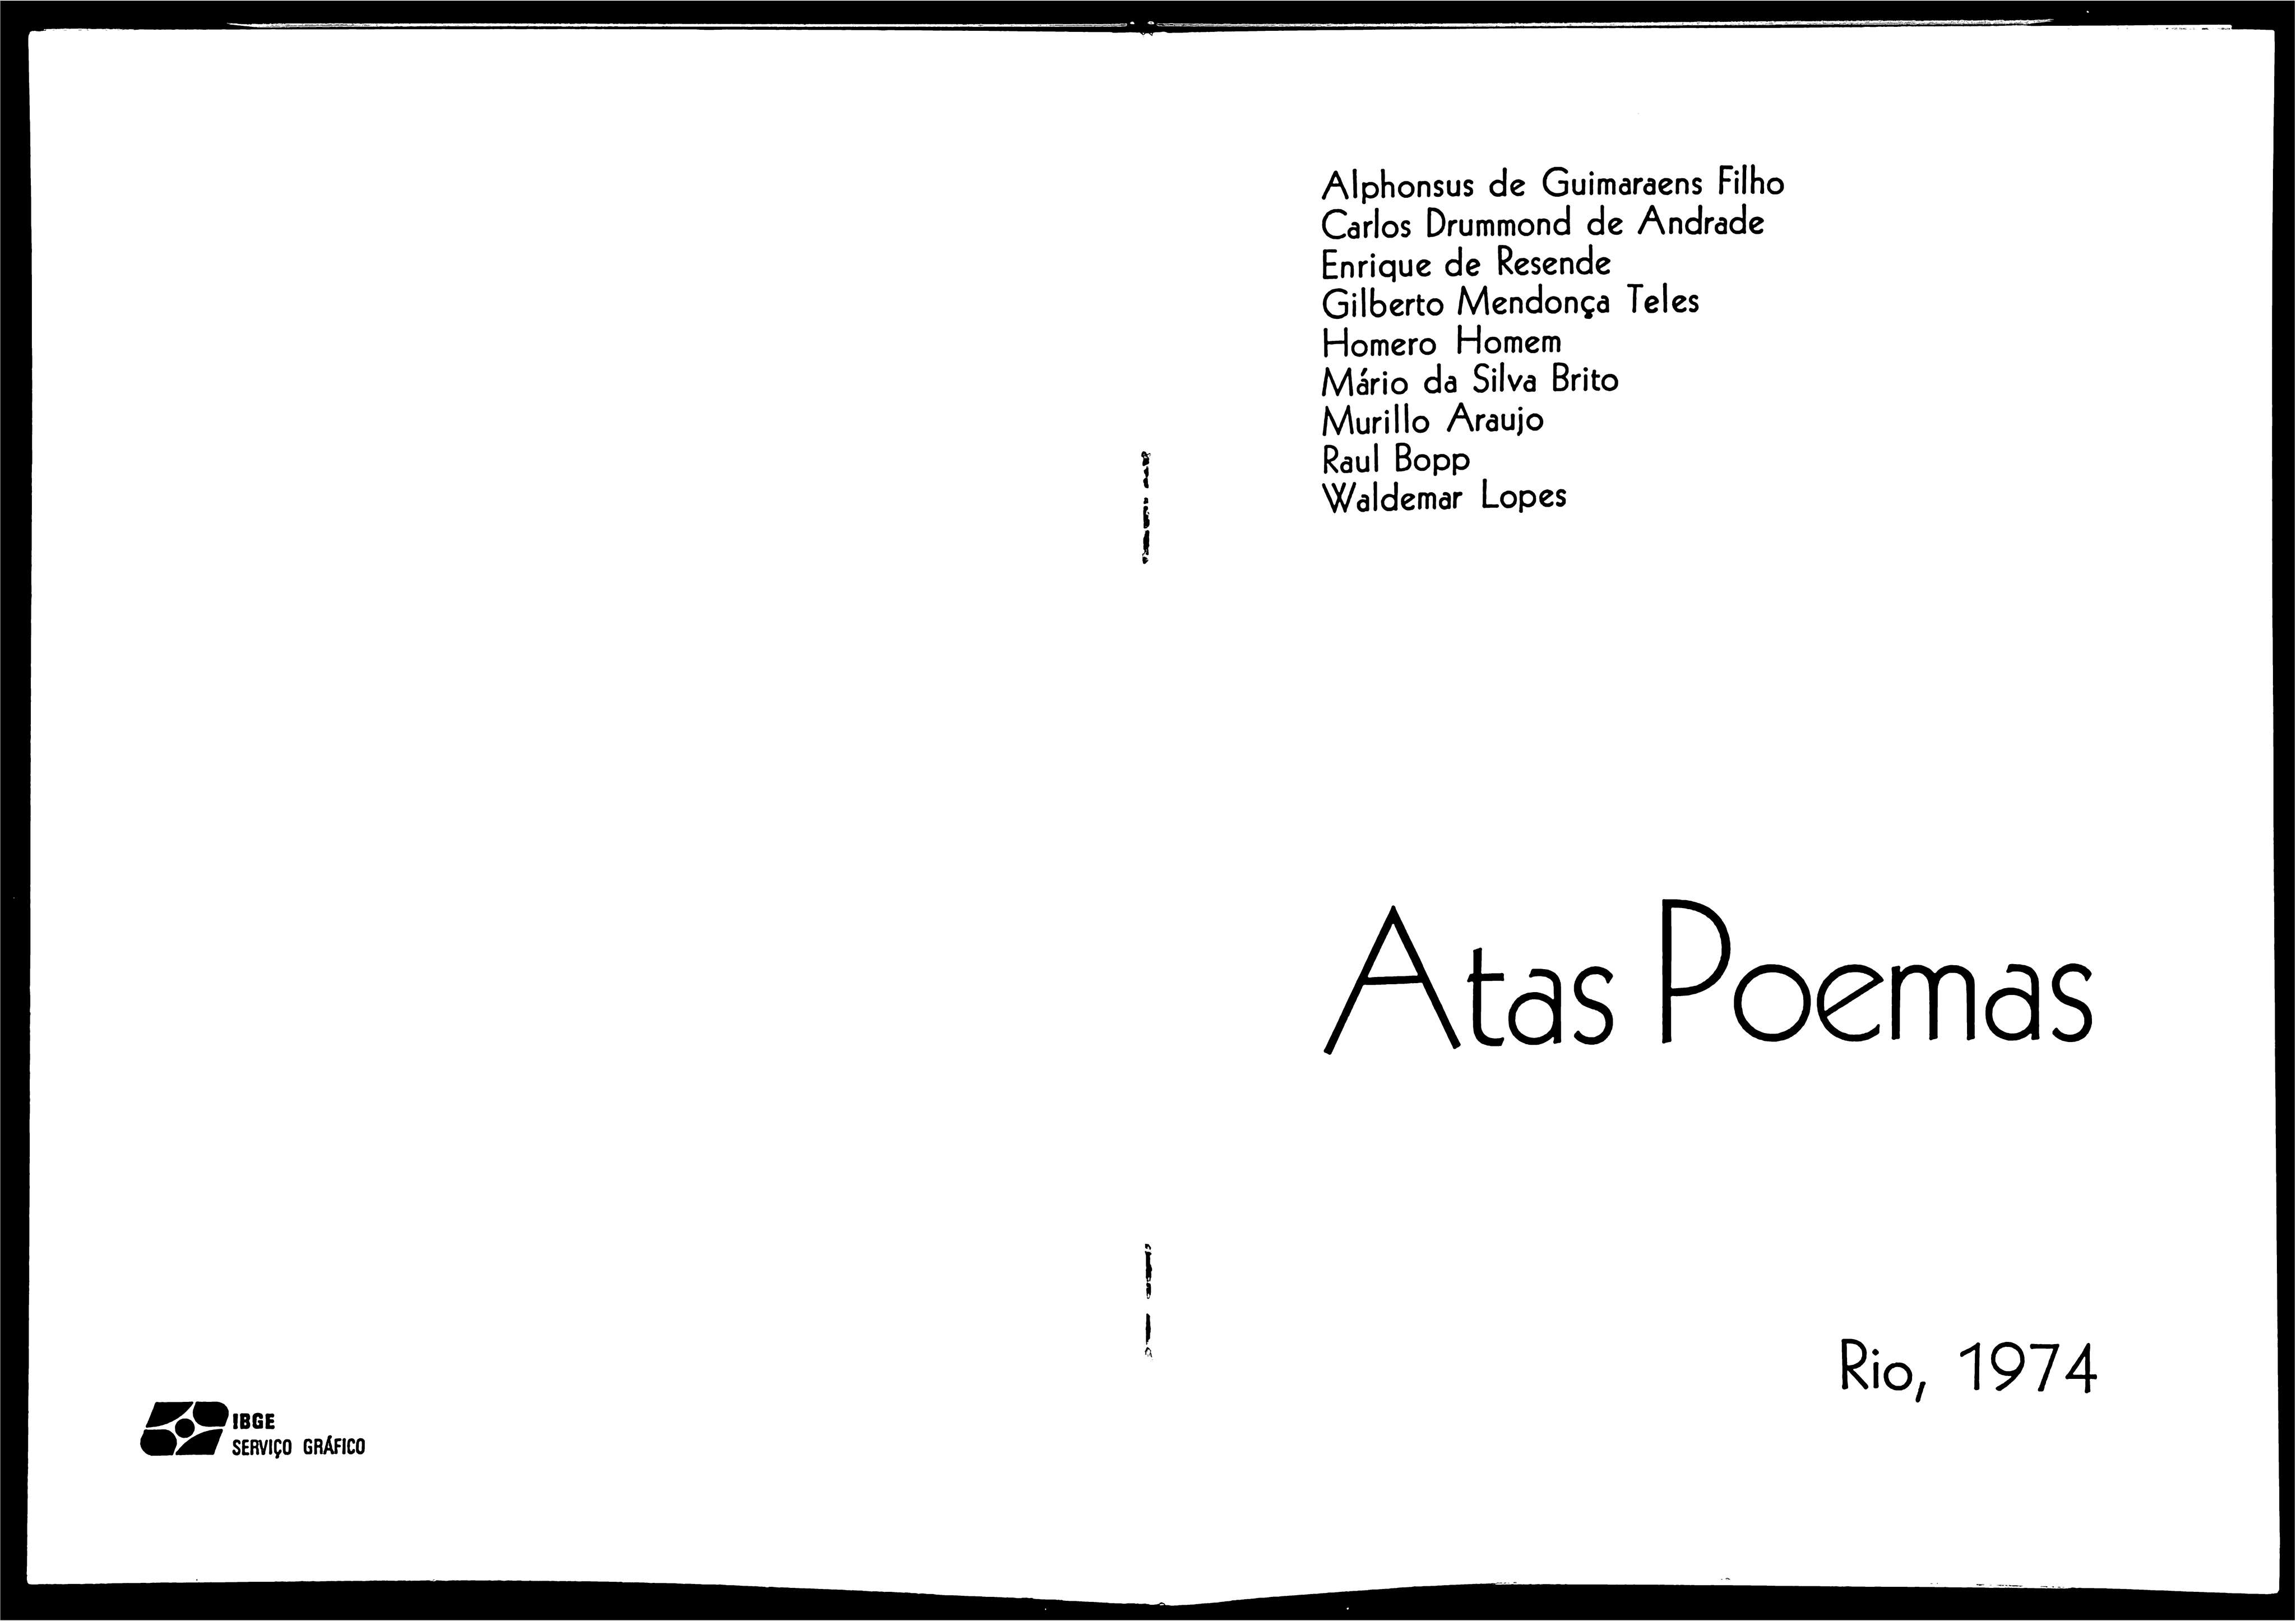 Alphonsus de Guimaraens Filho
Carlos Drummond de Andrade
Enrique de Resende
Gilberto Mendonça Teles
Homero Homem
Mário da Silva Brito
Murillo Araujo
Raul Bopp
Waldemar Lopes
Atas Poemas
Rio, 1974
IBGE
SERVIÇO GRÁFICO